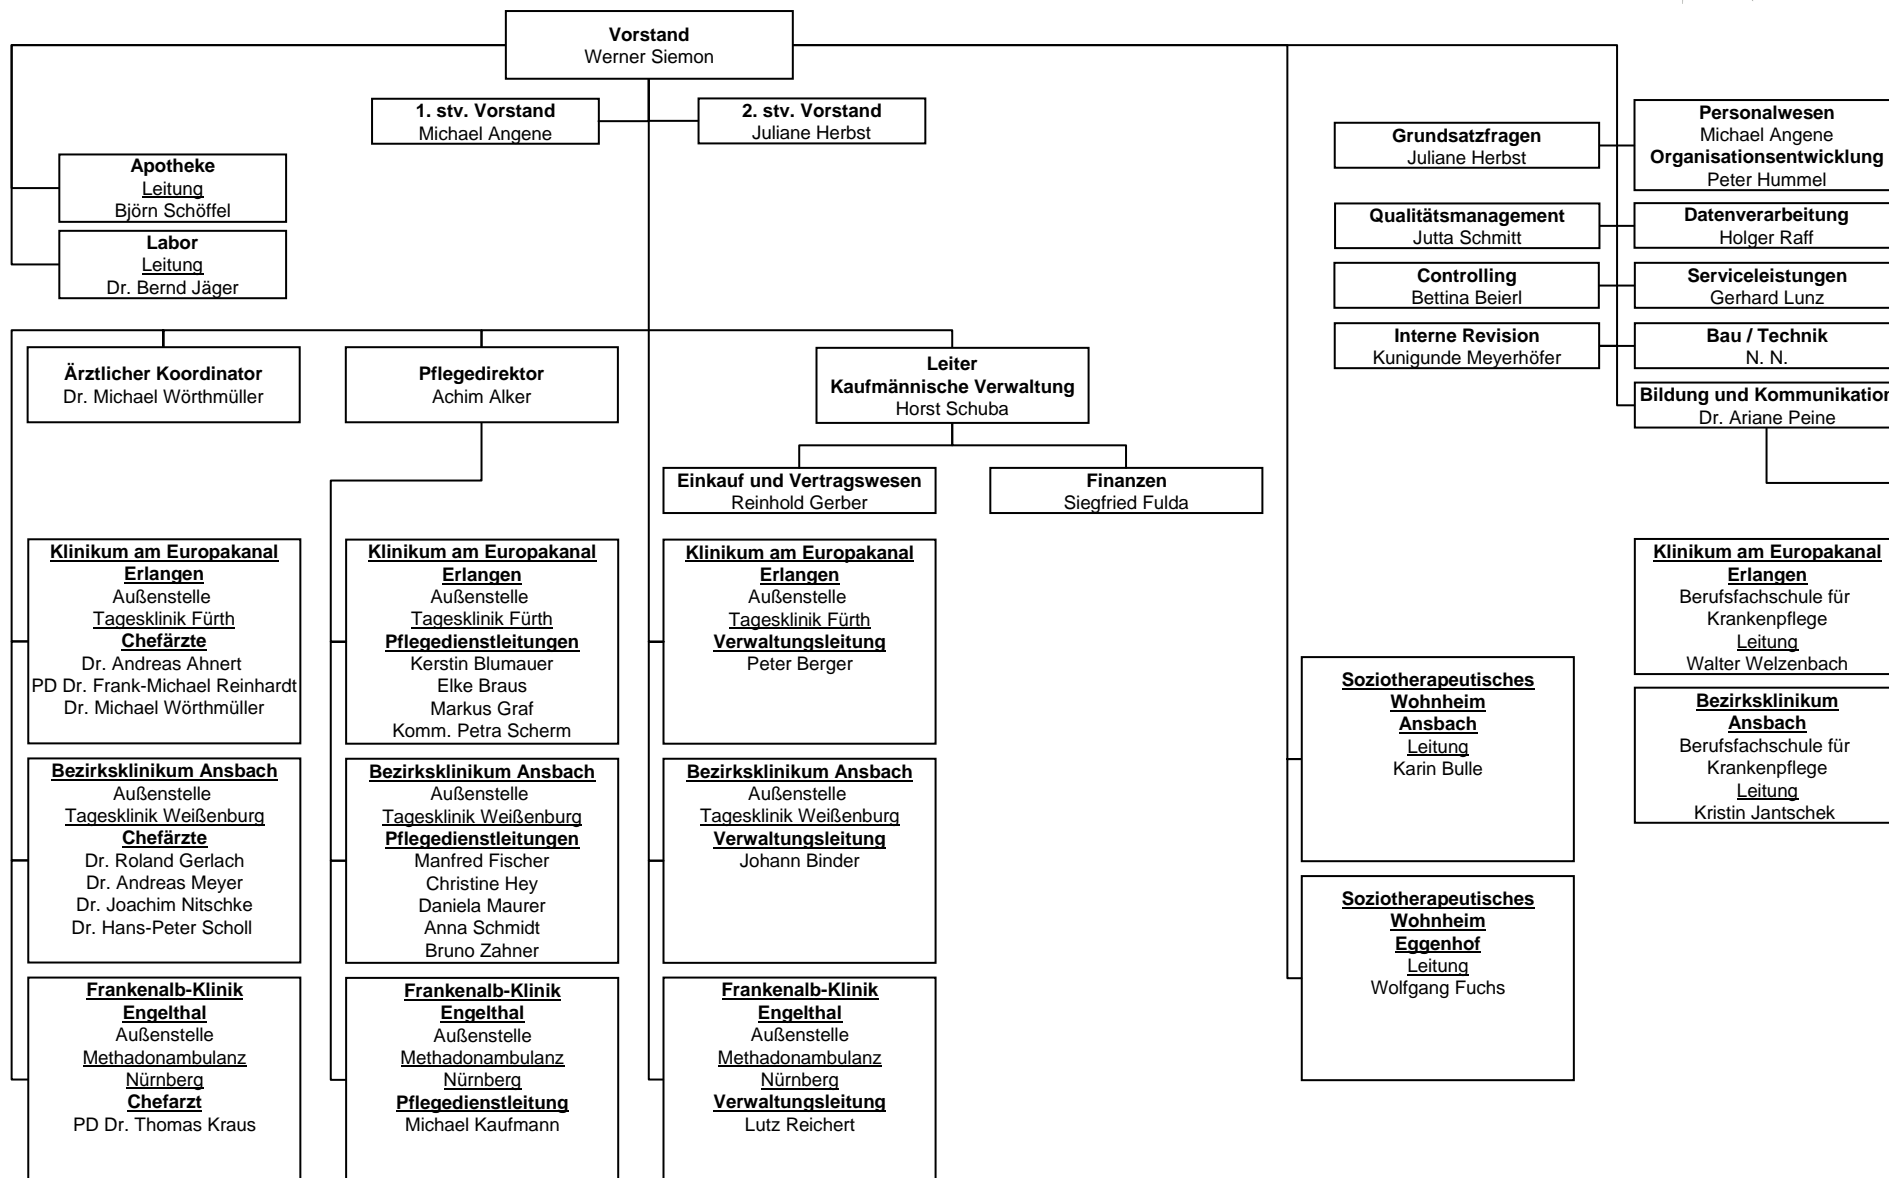 Vorstand
Werner Siemon
1. stv. Vorstand
Michael Angene
2. stv. Vorstand
Juliane Herbst
Apotheke
Leitung
Björn Schöffel
Labor
Leitung
Dr. Bernd Jäger
Grundsatzfragen
Juliane Herbst
Personalwesen
Michael Angene
Organisationsentwicklung
Peter Hummel
Qualitätsmanagement
Jutta Schmitt
Datenverarbeitung
Holger Raff
Controlling
Bettina Beierl
Serviceleistungen
Gerhard Lunz
Interne Revision
Kunigunde Meyerhöfer
Bau / Technik
N. N.
Bildung und Kommunikation
Dr. Ariane Peine
Ärztlicher Koordinator
Dr. Michael Wörthmüller
Pflegedirektor
Achim Alker
Leiter
Kaufmännische Verwaltung
Horst Schuba
Einkauf und Vertragswesen
Reinhold Gerber
Finanzen
Siegfried Fulda
Klinikum am Europakanal
Erlangen
Außenstelle
Tagesklinik Fürth
Chefärzte
Dr. Andreas Ahnert
PD Dr. Frank-Michael Reinhardt
Dr. Michael Wörthmüller
Klinikum am Europakanal
Erlangen
Außenstelle
Tagesklinik Fürth
Pflegedienstleitungen
Kerstin Blumauer
Elke Braus
Markus Graf
Komm. Petra Scherm
Klinikum am Europakanal
Erlangen
Außenstelle
Tagesklinik Fürth
Verwaltungsleitung
Peter Berger
Klinikum am Europakanal
Erlangen
Berufsfachschule für
Krankenpflege
Leitung
Walter Welzenbach
Soziotherapeutisches
Wohnheim
Ansbach
Leitung
Karin Bulle
Bezirksklinikum
Ansbach
Berufsfachschule für
Krankenpflege
Leitung
Kristin Jantschek
Bezirksklinikum Ansbach
Außenstelle
Tagesklinik Weißenburg
Chefärzte
Dr. Roland Gerlach
Dr. Andreas Meyer
Dr. Joachim Nitschke
Dr. Hans-Peter Scholl
Bezirksklinikum Ansbach
Außenstelle
Tagesklinik Weißenburg
Pflegedienstleitungen
Manfred Fischer
Christine Hey
Daniela Maurer
Anna Schmidt
Bruno Zahner
Bezirksklinikum Ansbach
Außenstelle
Tagesklinik Weißenburg
Verwaltungsleitung
Johann Binder
Soziotherapeutisches
Wohnheim
Eggenhof
Leitung
Wolfgang Fuchs
Frankenalb-Klinik
Engelthal
Außenstelle
Methadonambulanz
Nürnberg
Chefarzt
PD Dr. Thomas Kraus
Frankenalb-Klinik
Engelthal
Außenstelle
Methadonambulanz
Nürnberg
Pflegedienstleitung
Michael Kaufmann
Frankenalb-Klinik
Engelthal
Außenstelle
Methadonambulanz
Nürnberg
Verwaltungsleitung
Lutz Reichert